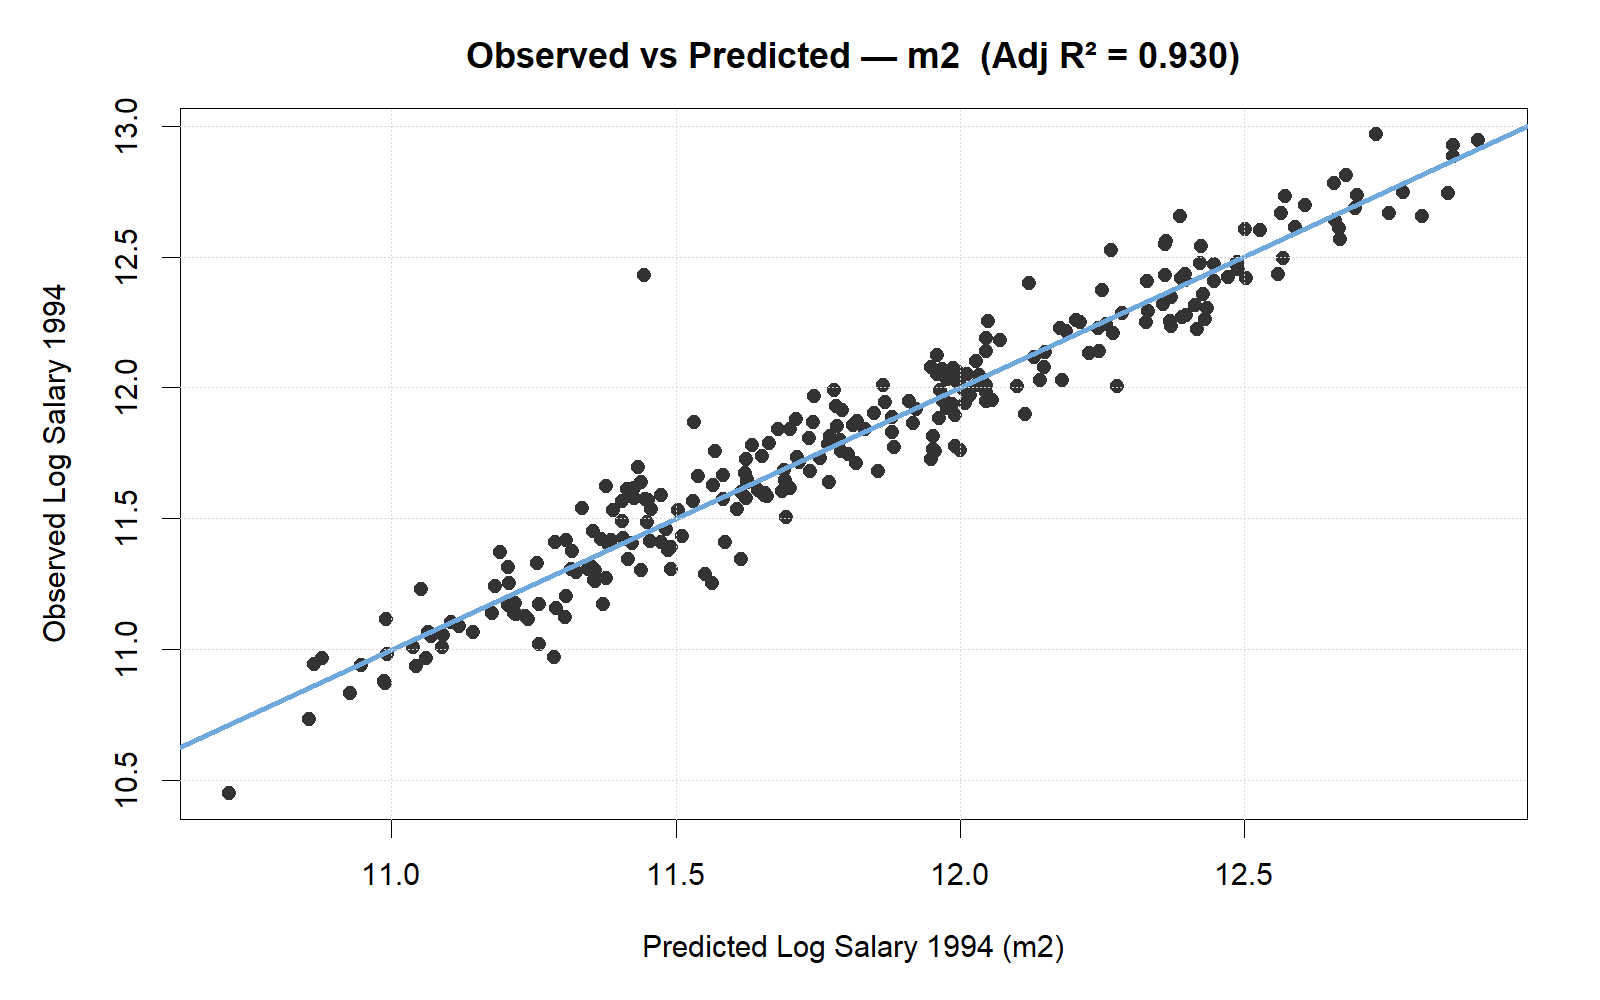 Observed vs Predicted — m2  (Adj R² = 0.930)
Observed Log Salary 1994
13.0
12.5
12.0
11.5
11.0
10.5
11.0 11.5 12.0 12.5
Predicted Log Salary 1994 (m2)